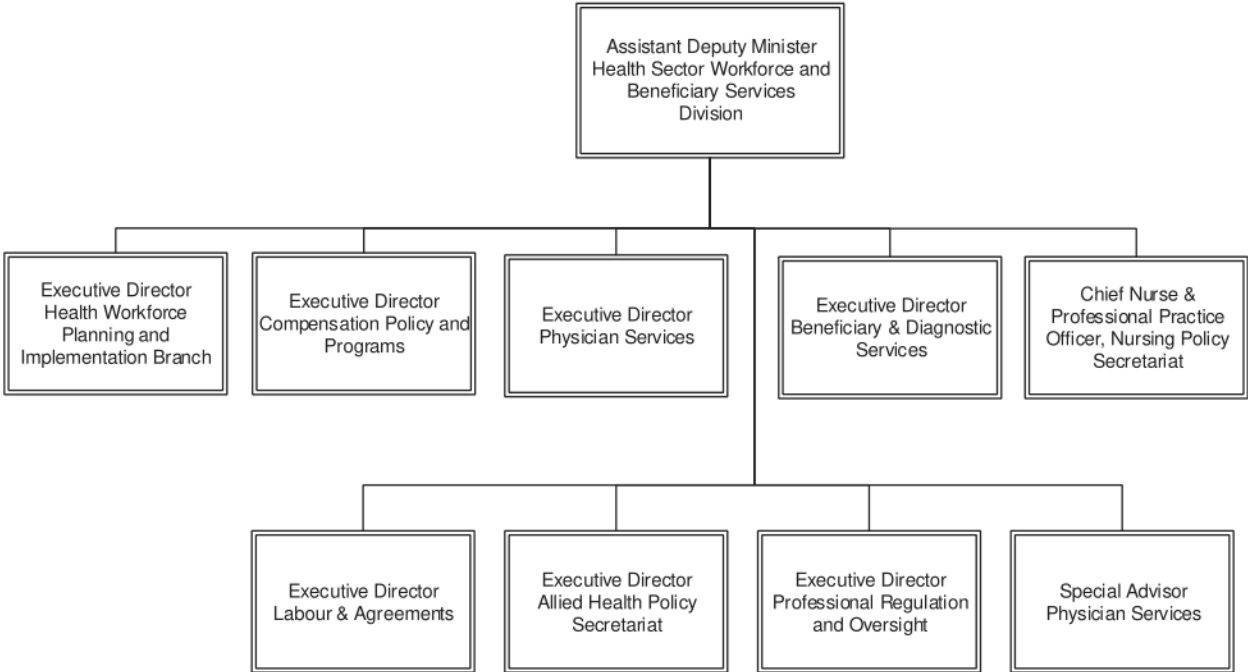 Assistant Deputy Minister
Health Sector Workforce and
Beneficiary Services
Division
Executive Director
Health Workforce
Planning and
Implementation Branch
Executive Director
Compensation Policy and
Programs
Executive Director
Physician Services
Executive Director
Beneficiary & Diagnostic
Services
Chief Nurse &
Professional Practice
Officer, Nursing Policy
Secretariat
Executive Director
Labour & Agreements
Executive Director
Allied Health Policy
Secretariat
Executive Director
Professional Regulation
and Oversight
Special Advisor
Physician Services